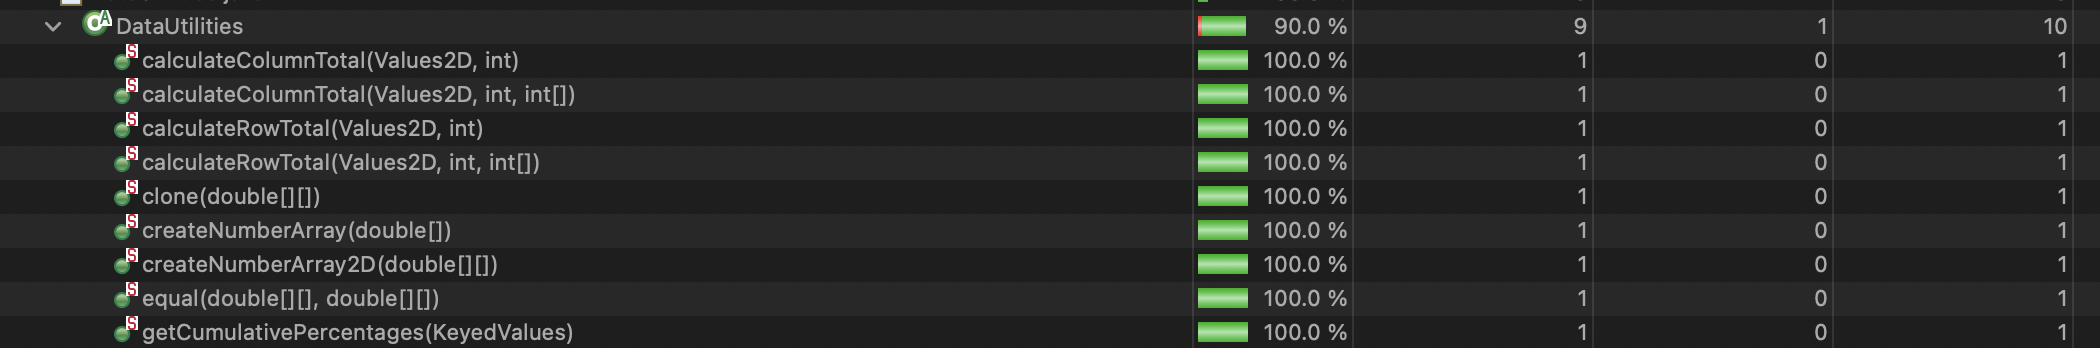 DataUtilities 90.0 % 9 1 10
calculateColumnTotal(Values2D, int) 100.0 % 1 0 1
calculateColumnTotal(Values2D, int, int[]) 100.0 % 1 0 1
calculateRowTotal(Values2D, int) 100.0 % 1 0 1
calculateRowTotal(Values2D, int, int[]) 100.0 % 1 0 1
clone(double[][]) 100.0 % 1 0 1
createNumberArray(double[]) 100.0 % 1 0 1
createNumberArray2D(double[][]) 100.0 % 1 0 1
equal(double[][], double[][]) 100.0 % 1 0 1
getCumulativePercentages(KeyedValues) 100.0 % 1 0 1